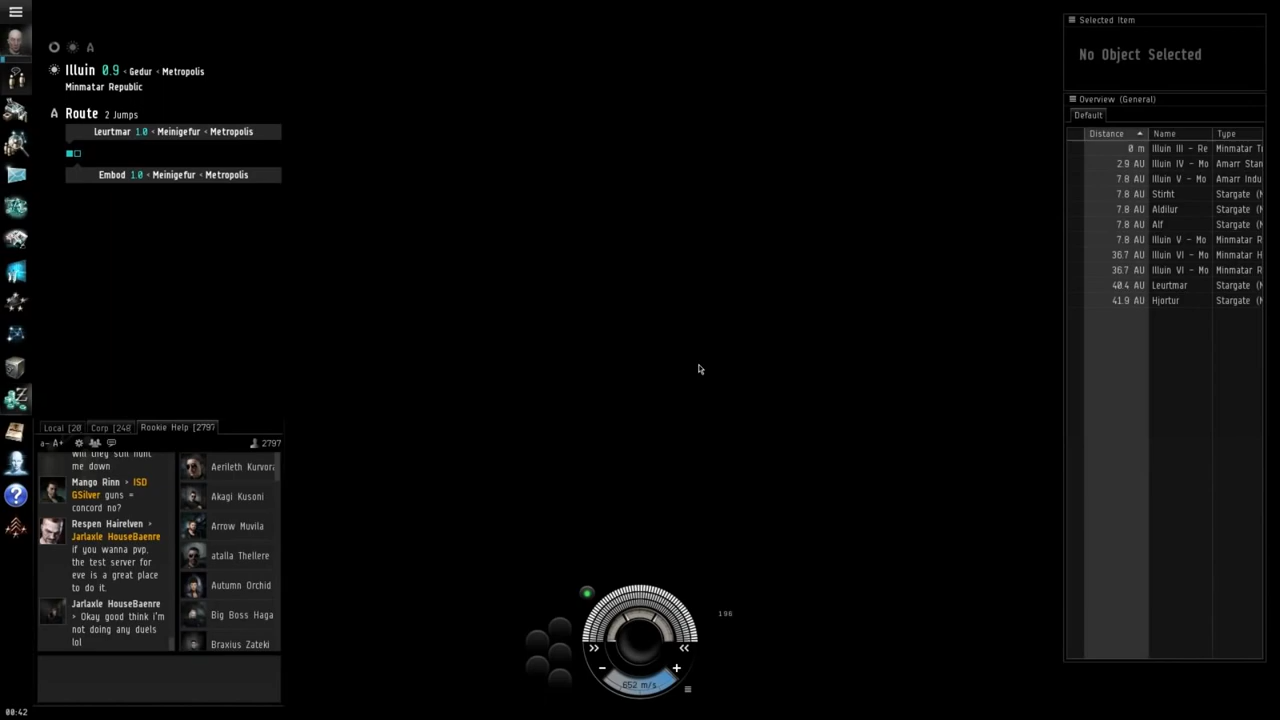 Illuin 0.9 < Gedur < Metropolis
Minmatar Republic
Route 2 Jumps
Leurtmar 1.0 < Meinigefur < Metropolis
Embod 1.0 < Meinigefur < Metropolis
Selected Item
No Object Selected
Overview (General)
Default
Distance Name Type
0 m Illuin III - Re Minmatar T
2.9 AU Illuin IV - Mo Amarr Stan
7.8 AU Illuin V - Mo Amarr Indu
7.8 AU Stirht Stargate (
7.8 AU Aldilur Stargate (
7.8 AU Alf Stargate (
7.8 AU Illuin V - Mo Minmatar R
36.7 AU Illuin VI - Mo Minmatar H
36.7 AU Illuin VI - Mo Minmatar R
40.4 AU Leurtmar Stargate (
41.9 AU Hjortur Stargate (
Local [20 Corp [248 Rookie Help [2797]
a- A+ 2797
will they still hunt
me down
Mango Rinn > ISD
GSilver guns =
concord no?
Respen Hairelven >
Jarlaxle HouseBaenre
if you wanna pvp,
the test server for
eve is a great place
to do it.
Jarlaxle HouseBaenre
> Okay good think i'm
not doing any duels
lol
Aerileth Kurvora
Akagi Kusoni
Arrow Muvila
atalla Thellere
Autumn Orchid
Big Boss Haga
Braxius Zateki
196
652 m/s
00:42